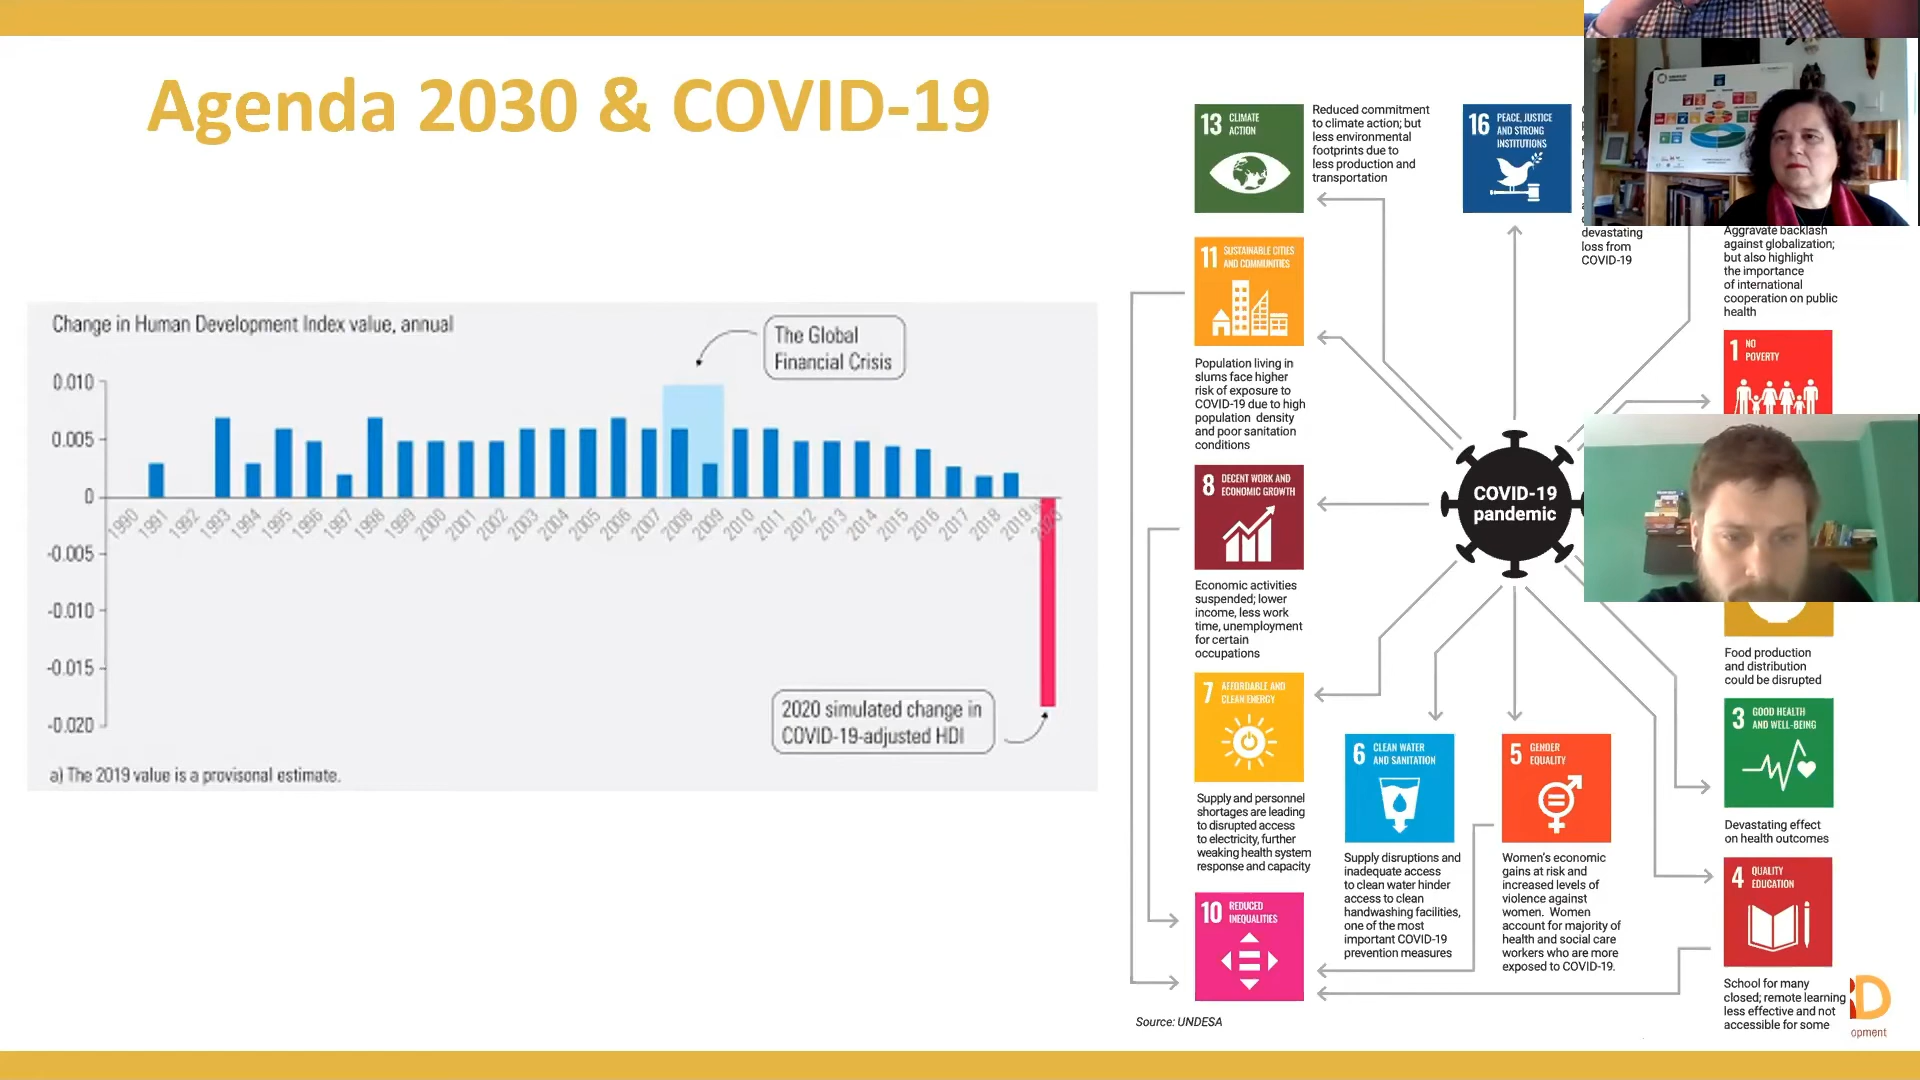 Agenda 2030 & COVID-19
Change in Human Development Index value, annual
The Global
Financial Crisis
0.010
0.005
0
-0.005
-0.010
-0.015
-0.020
1990
1991
1992
1993
1994
1995
1996
1997
1998
1999
2000
2001
2002
2003
2004
2005
2006
2007
2008
2009
2010
2011
2012
2013
2014
2015
2016
2017
2018
2019
2020
2020 simulated change in
COVID-19-adjusted HDI
a) The 2019 value is a provisonal estimate.
13 CLIMATE
ACTION
Reduced commitment
to climate action; but
less environmental
footprints due to
less production and
transportation
16 PEACE, JUSTICE
AND STRONG
INSTITUTIONS
devastating
loss from
COVID-19
Aggravate backlash
against globalization;
but also highlight
the importance
of international
cooperation on public
health
11 SUSTAINABLE CITIES
AND COMMUNITIES
Population living in
slums face higher
risk of exposure to
COVID-19 due to high
population density
and poor sanitation
conditions
1 NO
POVERTY
COVID-19
pandemic
8 DECENT WORK AND
ECONOMIC GROWTH
Economic activities
suspended; lower
income, less work
time, unemployment
for certain
occupations
Food production
and distribution
could be disrupted
7 AFFORDABLE AND
CLEAN ENERGY
Supply and personnel
shortages are leading
to disrupted access
to electricity, further
weaking health system
response and capacity
6 CLEAN WATER
AND SANITATION
Supply disruptions and
inadequate access
to clean water hinder
access to clean
handwashing facilities,
one of the most
important COVID-19
prevention measures
5 GENDER
EQUALITY
Women's economic
gains at risk and
increased levels of
violence against
women. Women
account for majority of
health and social care
workers who are more
exposed to COVID-19.
3 GOOD HEALTH
AND WELL-BEING
Devastating effect
on health outcomes
4 QUALITY
EDUCATION
School for many
closed; remote learning
less effective and not
accessible for some
10 REDUCED
INEQUALITIES
Source: UNDESA
D
opment